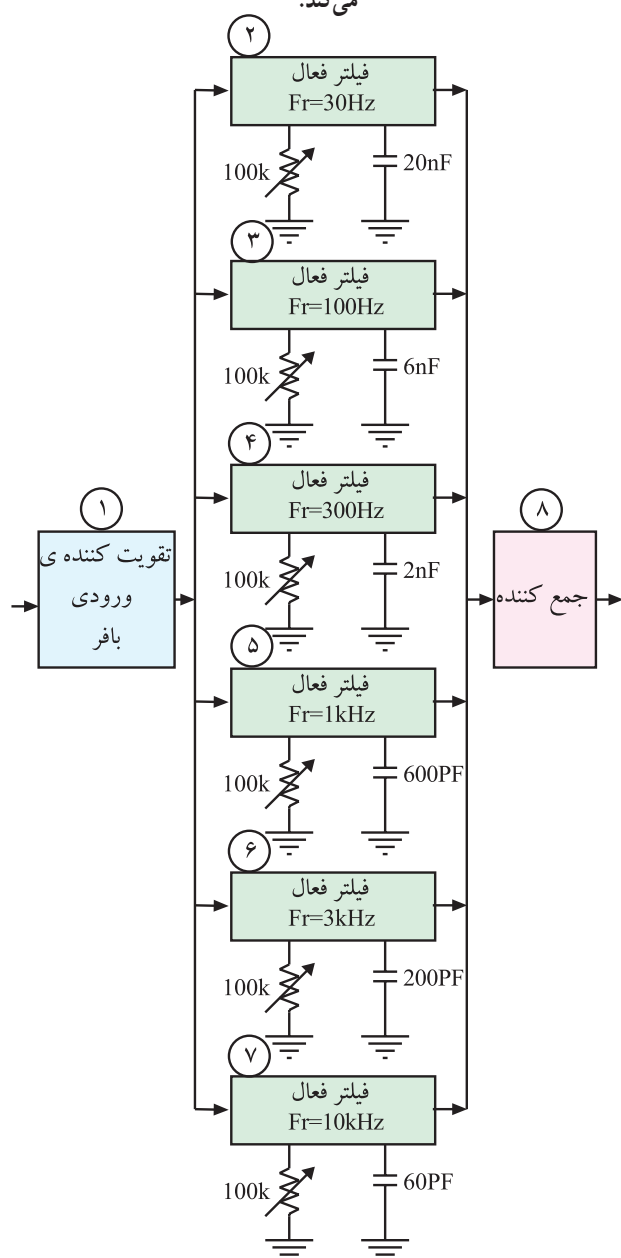 می‌کند.
۲
فیلتر فعال
Fr=30Hz
100k
20nF
۳
فیلتر فعال
Fr=100Hz
100k
6nF
۴
فیلتر فعال
Fr=300Hz
100k
2nF
۱
تقویت کننده ی
ورودی
بافر
۸
جمع کننده
۵
فیلتر فعال
Fr=1kHz
100k
600PF
۶
فیلتر فعال
Fr=3kHz
100k
200PF
۷
فیلتر فعال
Fr=10kHz
100k
60PF